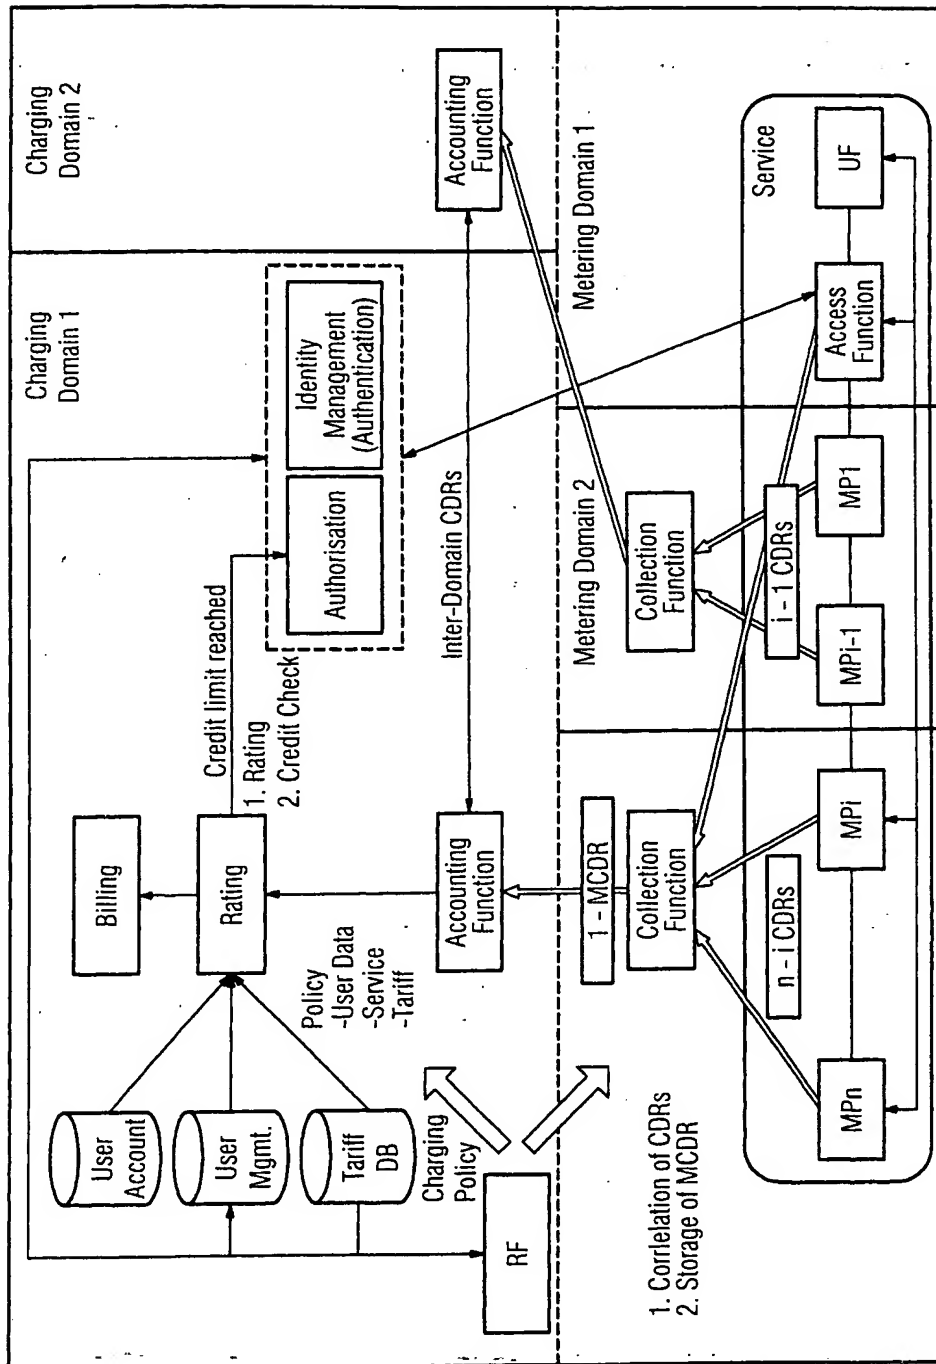 Charging
Domain 1
Charging
Domain 2
User
Account
User
Mgmt.
Tariff
DB
Billing
Rating
Credit limit reached
1. Rating
2. Credit Check
Authorisation
Identity
Management
(Authentication)
Policy
-User Data
-Service
-Tariff
Charging
Policy
RF
Accounting
Function
Inter-Domain CDRs
Accounting
Function
1. Corrlelation of CDRs
2. Storage of MCDR
1 - MCDR
Collection
Function
Metering Domain 2
Collection
Function
Metering Domain 1
n - i CDRs
i - 1 CDRs
Service
MPn
MPi
MPi-1
MP1
Access
Function
UF